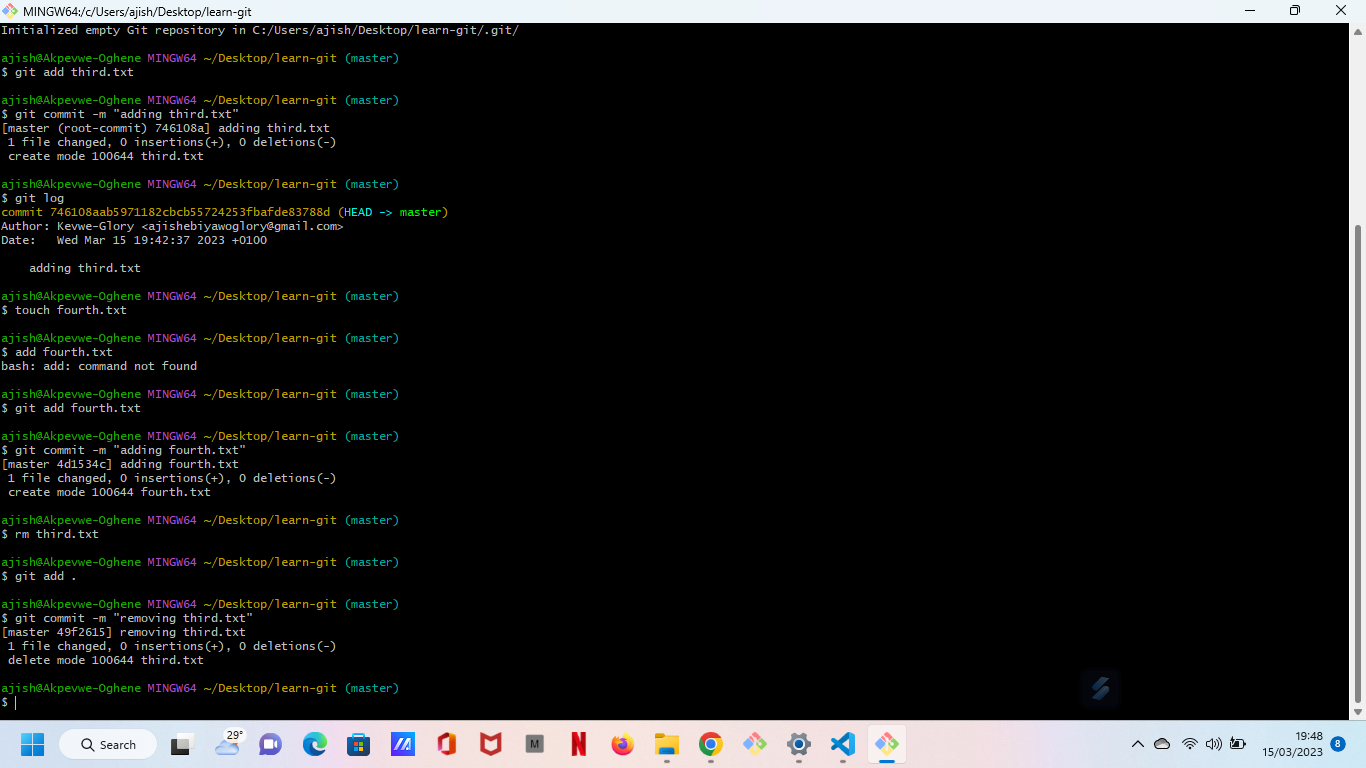 MINGW64:/c/Users/ajish/Desktop/learn-git
Initialized empty Git repository in C:/Users/ajish/Desktop/learn-git/.git/
ajish@Akpevwe-Oghene MINGW64 ~/Desktop/learn-git (master)
$ git add third.txt
ajish@Akpevwe-Oghene MINGW64 ~/Desktop/learn-git (master)
$ git commit -m "adding third.txt"
[master (root-commit) 746108a] adding third.txt
 1 file changed, 0 insertions(+), 0 deletions(-)
 create mode 100644 third.txt
ajish@Akpevwe-Oghene MINGW64 ~/Desktop/learn-git (master)
$ git log
commit 746108aab5971182cbcb55724253fbafde83788d (HEAD -> master)
Author: Kevwe-Glory <ajishebiyawoglory@gmail.com>
Date:   Wed Mar 15 19:42:37 2023 +0100
    adding third.txt
ajish@Akpevwe-Oghene MINGW64 ~/Desktop/learn-git (master)
$ touch fourth.txt
ajish@Akpevwe-Oghene MINGW64 ~/Desktop/learn-git (master)
$ add fourth.txt
bash: add: command not found
ajish@Akpevwe-Oghene MINGW64 ~/Desktop/learn-git (master)
$ git add fourth.txt
ajish@Akpevwe-Oghene MINGW64 ~/Desktop/learn-git (master)
$ git commit -m "adding fourth.txt"
[master 4d1534c] adding fourth.txt
 1 file changed, 0 insertions(+), 0 deletions(-)
 create mode 100644 fourth.txt
ajish@Akpevwe-Oghene MINGW64 ~/Desktop/learn-git (master)
$ rm third.txt
ajish@Akpevwe-Oghene MINGW64 ~/Desktop/learn-git (master)
$ git add .
ajish@Akpevwe-Oghene MINGW64 ~/Desktop/learn-git (master)
$ git commit -m "removing third.txt"
[master 49f2615] removing third.txt
 1 file changed, 0 insertions(+), 0 deletions(-)
 delete mode 100644 third.txt
ajish@Akpevwe-Oghene MINGW64 ~/Desktop/learn-git (master)
$
Search
29°
M
N
19:48
15/03/2023
8